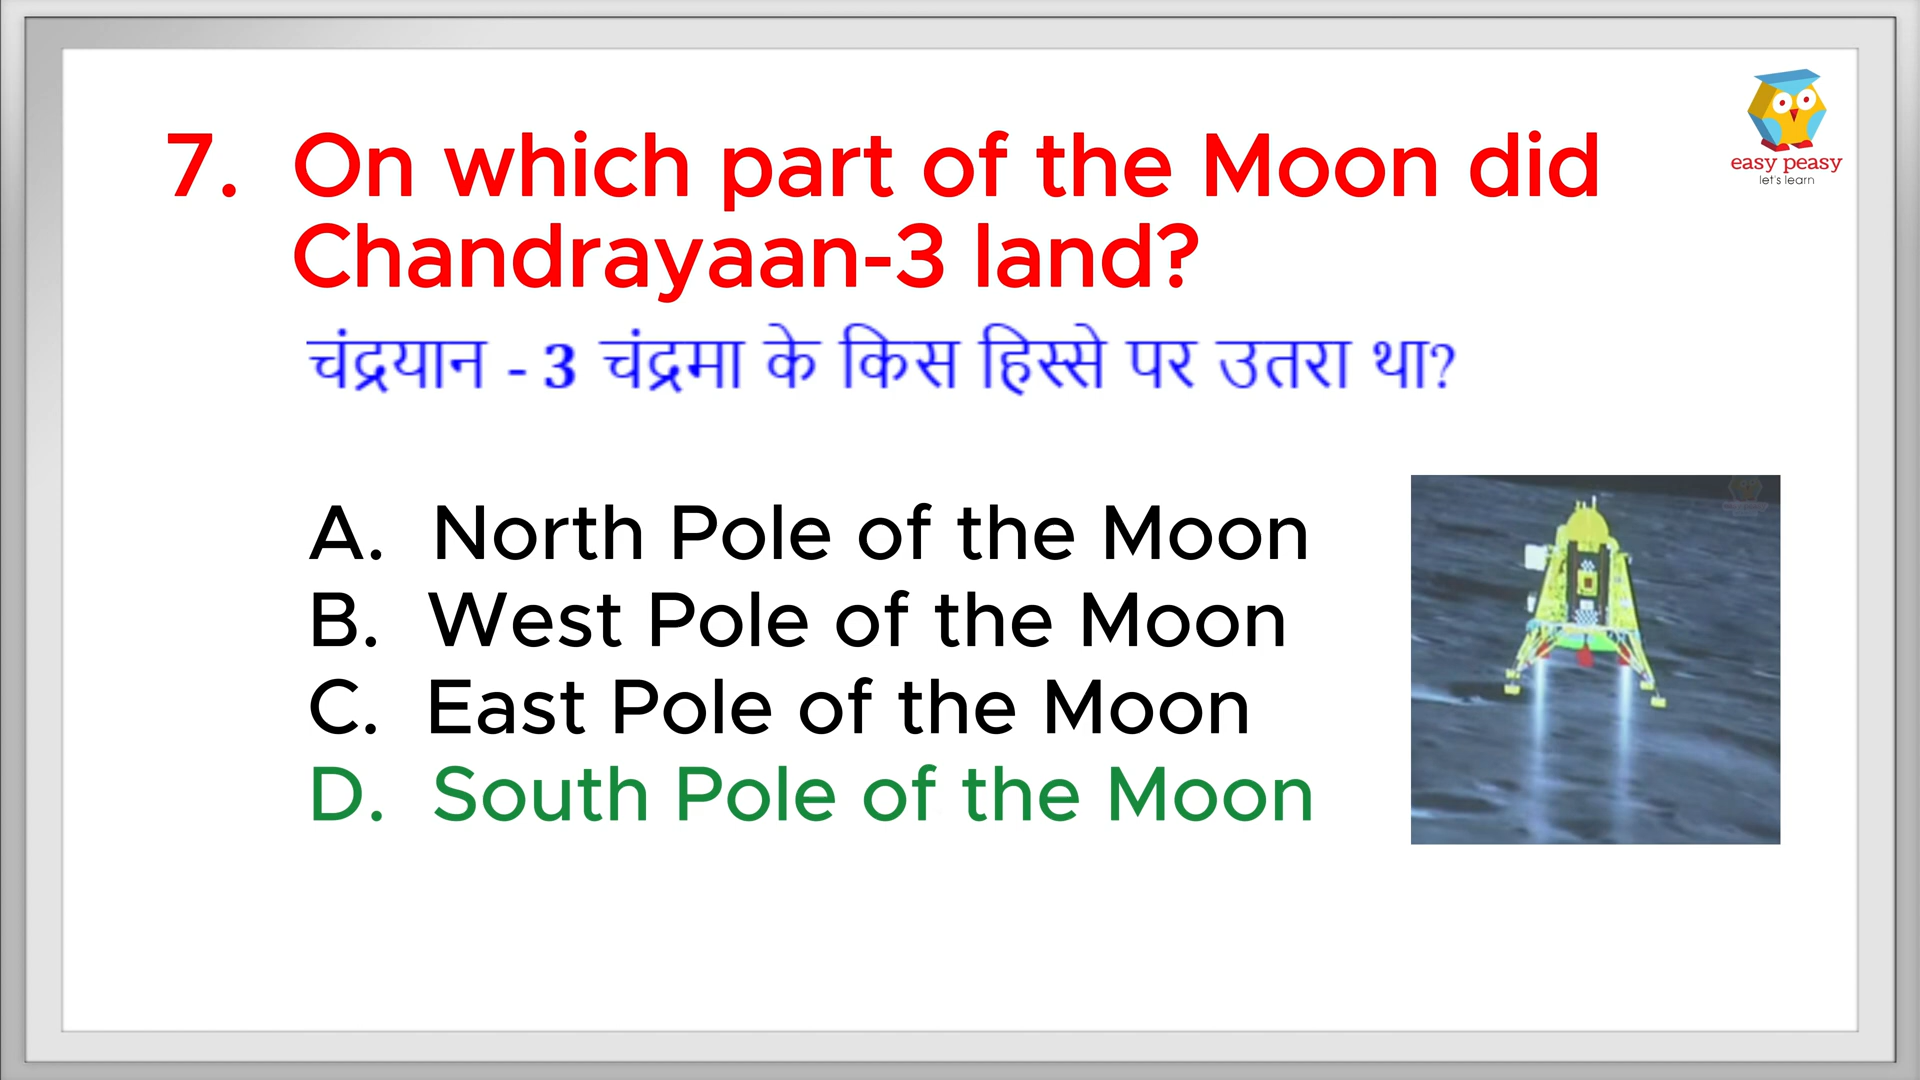 easy peasy
let's learn
7. On which part of the Moon did
Chandrayaan-3 land?
चंद्रयान - 3 चंद्रमा के किस हिस्से पर उतरा था?
A. North Pole of the Moon
B. West Pole of the Moon
C. East Pole of the Moon
D. South Pole of the Moon